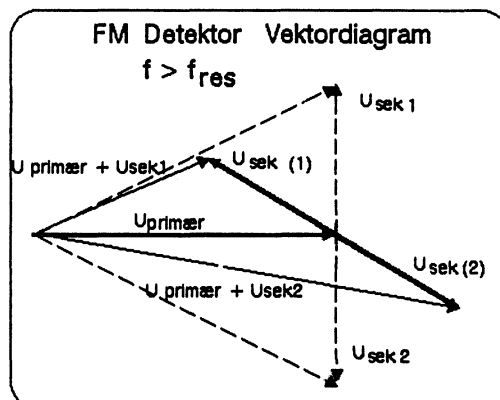 FM Detektor Vektordiagram
f > fres
Usek 1
U primær + Usek1
Usek (1)
Uprimær
Usek(2)
U primær + Usek2
Usek 2